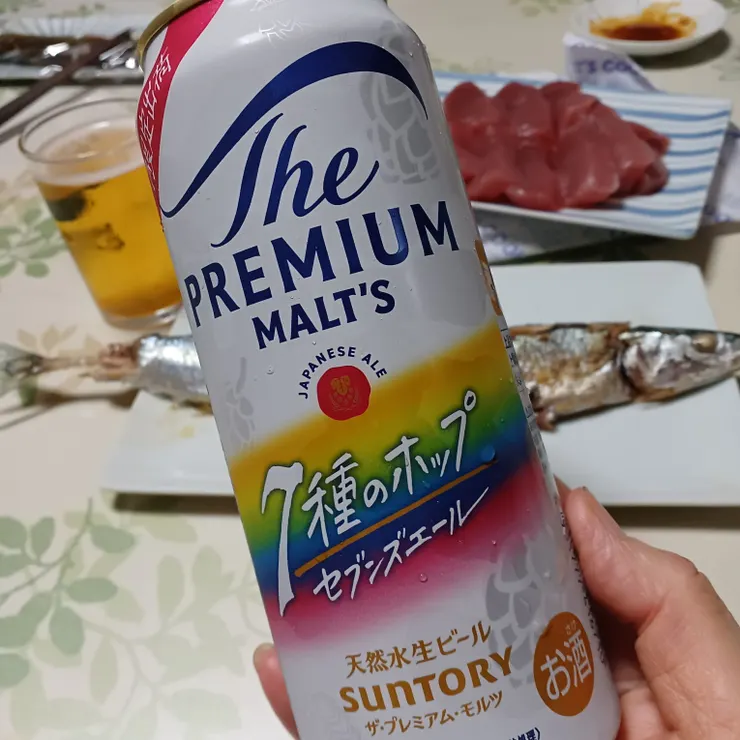 The
PREMIUM
MALT'S
JAPANESE ALE
7種のホップ
セブンズエール
天然水生ビール
SUNTORY
ザ・プレミアム・モルツ
お酒